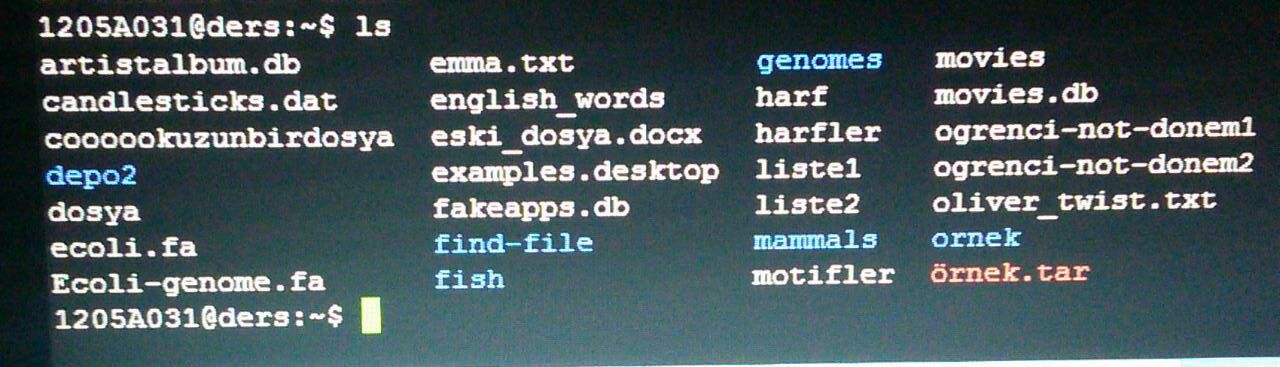 1205A031@ders:~$ ls
artistalbum.db emma.txt genomes movies
candlesticks.dat english_words harf movies.db
coooookuzunbirdosya eski_dosya.docx harfler ogrenci-not-donem1
depo2 examples.desktop liste1 ogrenci-not-donem2
dosya fakeapps.db liste2 oliver_twist.txt
ecoli.fa find-file mammals ornek
Ecoli-genome.fa fish motifler örnek.tar
1205A031@ders:~$